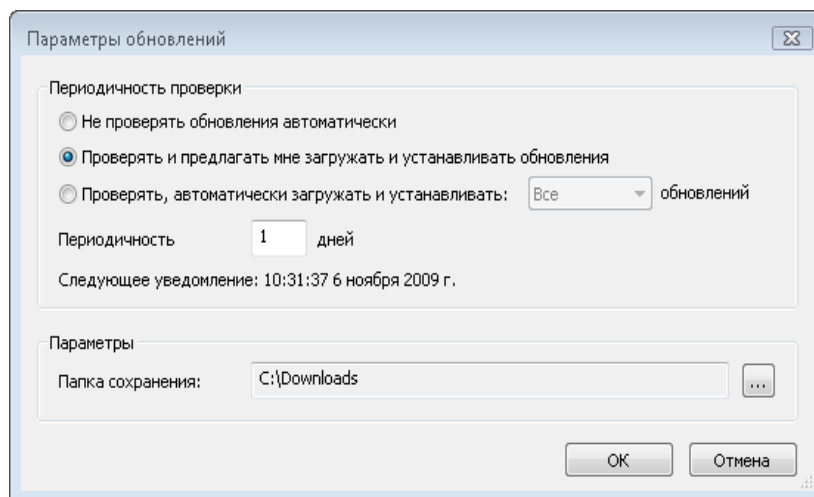 Параметры обновлений
Периодичность проверки
Не проверять обновления автоматически
Проверять и предлагать мне загружать и устанавливать обновления
Проверять, автоматически загружать и устанавливать: Все обновлений
Периодичность 1 дней
Следующее уведомление: 10:31:37 6 ноября 2009 г.
Параметры
Папка сохранения: C:\Downloads ...
ОК Отмена